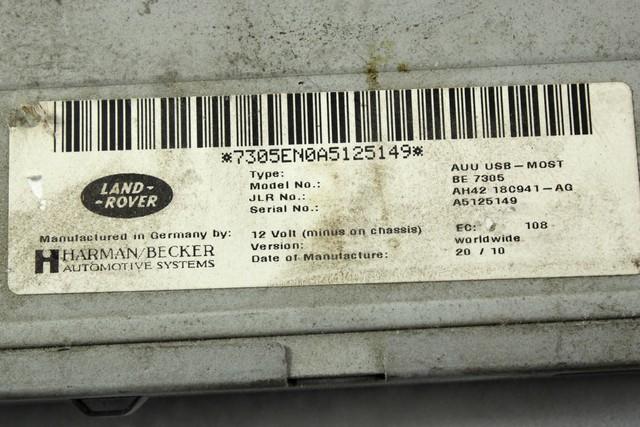 *7305EN0A5125149*
LAND-
-ROVER
Type: AUU USB-MOST
Model No.: BE 7305
JLR No.: AH42 18C941-AG
Serial No.: A5125149
Manufactured in Germany by: 12 Volt (minus on chassis) EC: 108
HARMAN/BECKER Version: worldwide
AUTOMOTIVE SYSTEMS Date of Manufacture: 20 / 10